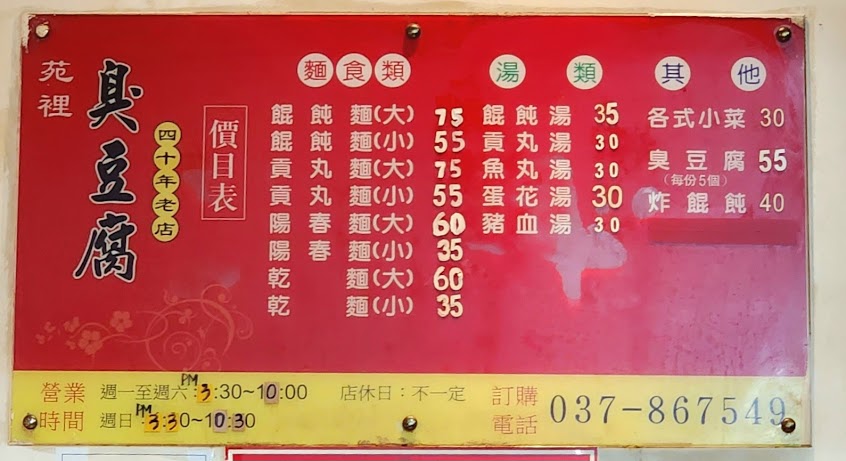 苑裡
臭豆腐
四十年老店
價目表
麵食類
餛飩麵(大) 75
餛飩麵(小) 55
貢丸麵(大) 75
貢丸麵(小) 55
陽春麵(大) 60
陽春麵(小) 35
乾麵(大) 60
乾麵(小) 35
湯類
餛飩湯 35
貢丸湯 30
魚丸湯 30
蛋花湯 30
豬血湯 30
其他
各式小菜 30
臭豆腐 55
(每份5個)
炸餛飩 40
營業時間
週一至週六:PM 3:30~10:00
週日:PM 3:30~10:30
店休日:不一定
訂購電話 037-867549